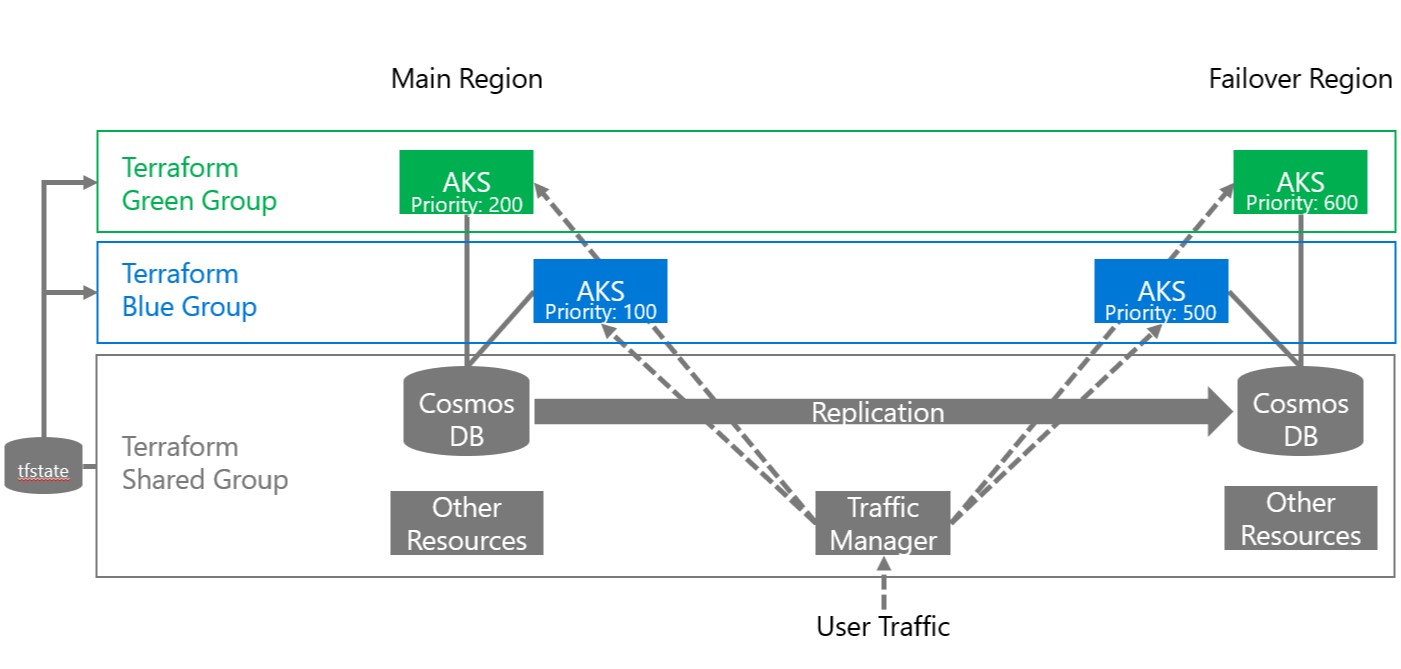 Main Region
Failover Region
Terraform
Green Group
AKS
Priority: 200
AKS
Priority: 600
Terraform
Blue Group
AKS
Priority: 100
AKS
Priority: 500
Cosmos
DB
Replication
Cosmos
DB
Terraform
Shared Group
tfstate
Other
Resources
Traffic
Manager
Other
Resources
User Traffic